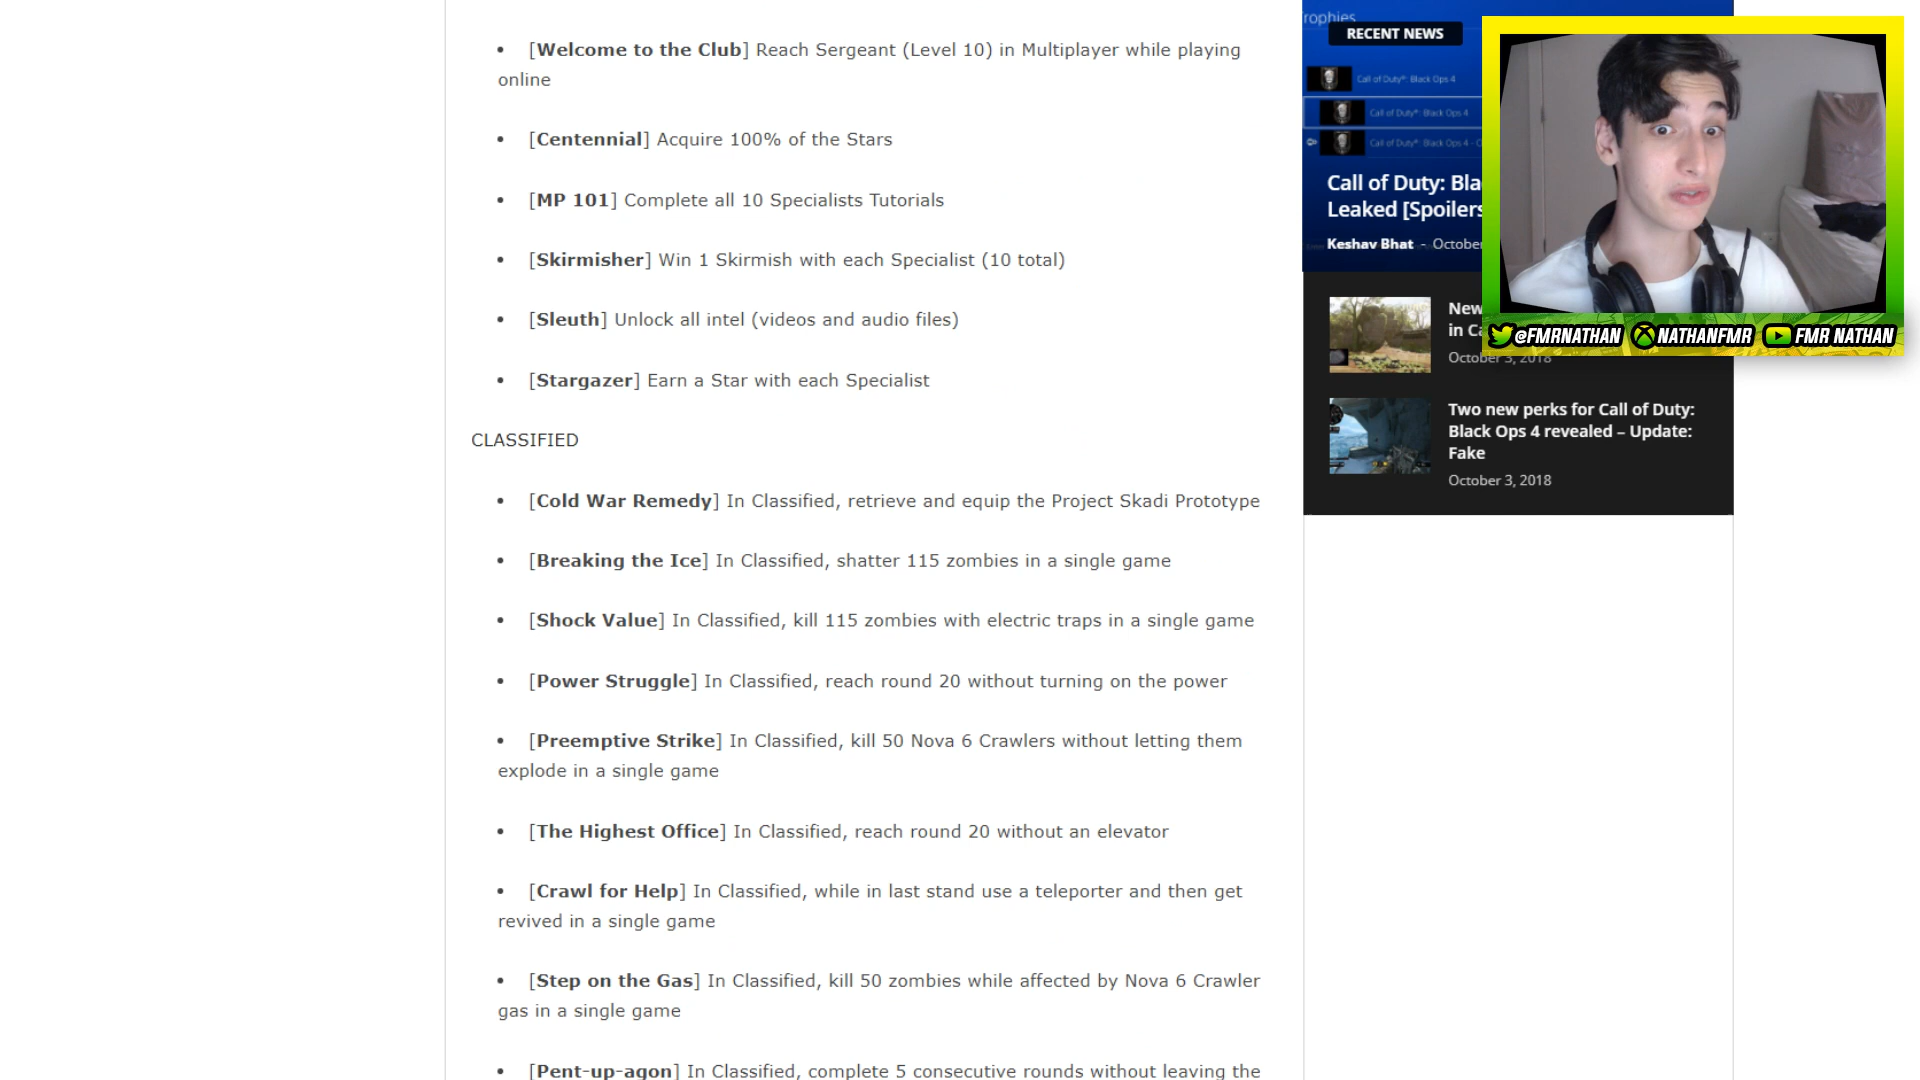 • [Welcome to the Club] Reach Sergeant (Level 10) in Multiplayer while playing
online
• [Centennial] Acquire 100% of the Stars
• [MP 101] Complete all 10 Specialists Tutorials
• [Skirmisher] Win 1 Skirmish with each Specialist (10 total)
• [Sleuth] Unlock all intel (videos and audio files)
• [Stargazer] Earn a Star with each Specialist
CLASSIFIED
• [Cold War Remedy] In Classified, retrieve and equip the Project Skadi Prototype
• [Breaking the Ice] In Classified, shatter 115 zombies in a single game
• [Shock Value] In Classified, kill 115 zombies with electric traps in a single game
• [Power Struggle] In Classified, reach round 20 without turning on the power
• [Preemptive Strike] In Classified, kill 50 Nova 6 Crawlers without letting them
explode in a single game
• [The Highest Office] In Classified, reach round 20 without an elevator
• [Crawl for Help] In Classified, while in last stand use a teleporter and then get
revived in a single game
• [Step on the Gas] In Classified, kill 50 zombies while affected by Nova 6 Crawler
gas in a single game
• [Pent-up-agon] In Classified, complete 5 consecutive rounds without leaving the
rophies
RECENT NEWS
Call of Duty®: Black Ops 4
Call of Duty®: Black Ops 4
Call of Duty®: Black Ops 4 - C
Call of Duty: Bla
Leaked [Spoilers
Keshav Bhat - October
New
in Ca
October 3, 2018
Two new perks for Call of Duty:
Black Ops 4 revealed – Update:
Fake
October 3, 2018
@FMRNATHAN NATHANFMR FMR NATHAN